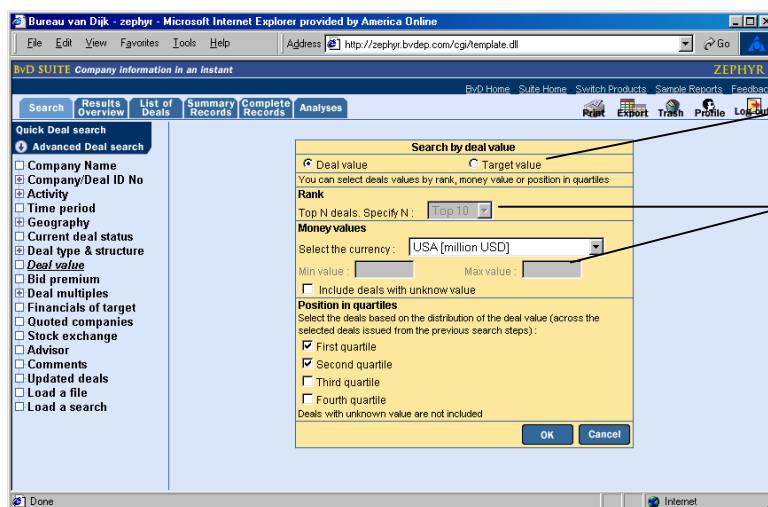 Bureau van Dijk - zephyr - Microsoft Internet Explorer provided by America Online
File Edit View Favorites Tools Help Address http://zephyr.bvdep.com/cgi/template.dll Go
BvD SUITE Company information in an instant ZEPHYR
BvD Home Suite Home Switch Products Sample Reports Feedbac
Search Results Overview List of Deals Summary Records Complete Records Analyses Print Export Trash Profile Log-out
Quick Deal search
Advanced Deal search
Company Name
Company/Deal ID No
Activity
Time period
Geography
Current deal status
Deal type & structure
Deal value
Bid premium
Deal multiples
Financials of target
Quoted companies
Stock exchange
Advisor
Comments
Updated deals
Load a file
Load a search
Search by deal value
Deal value Target value
You can select deals values by rank, money value or position in quartiles
Rank
Top N deals. Specify N : Top 10
Money values
Select the currency : USA [million USD]
Min value : Max value :
Include deals with unknow value
Position in quartiles
Select the deals based on the distribution of the deal value (across the
selected deals issued from the previous search steps) :
First quartile
Second quartile
Third quartile
Fourth quartile
Deals with unknown value are not included
OK Cancel
Done Internet